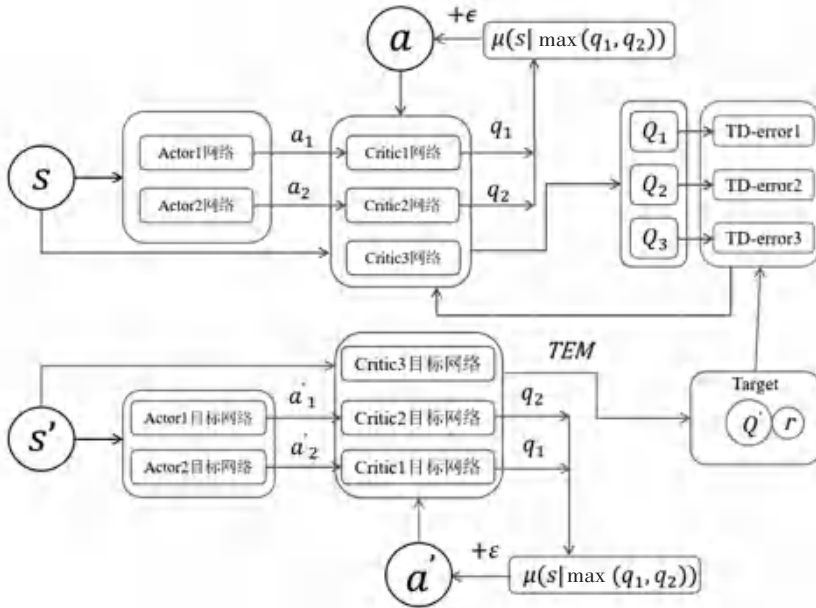 a
+ϵ
μ(s| max (q₁, q₂))
s
Actor1网络
Actor2网络
a₁
a₂
Critic1网络
Critic2网络
Critic3网络
q₁
q₂
Q₁
Q₂
Q₃
TD-error1
TD-error2
TD-error3
s'
Actor1目标网络
Actor2目标网络
a'₁
a'₂
Critic3目标网络
Critic2目标网络
Critic1目标网络
TEM
q₂
q₁
Target
Q' r
a'
+ε
μ(s| max (q₁, q₂))